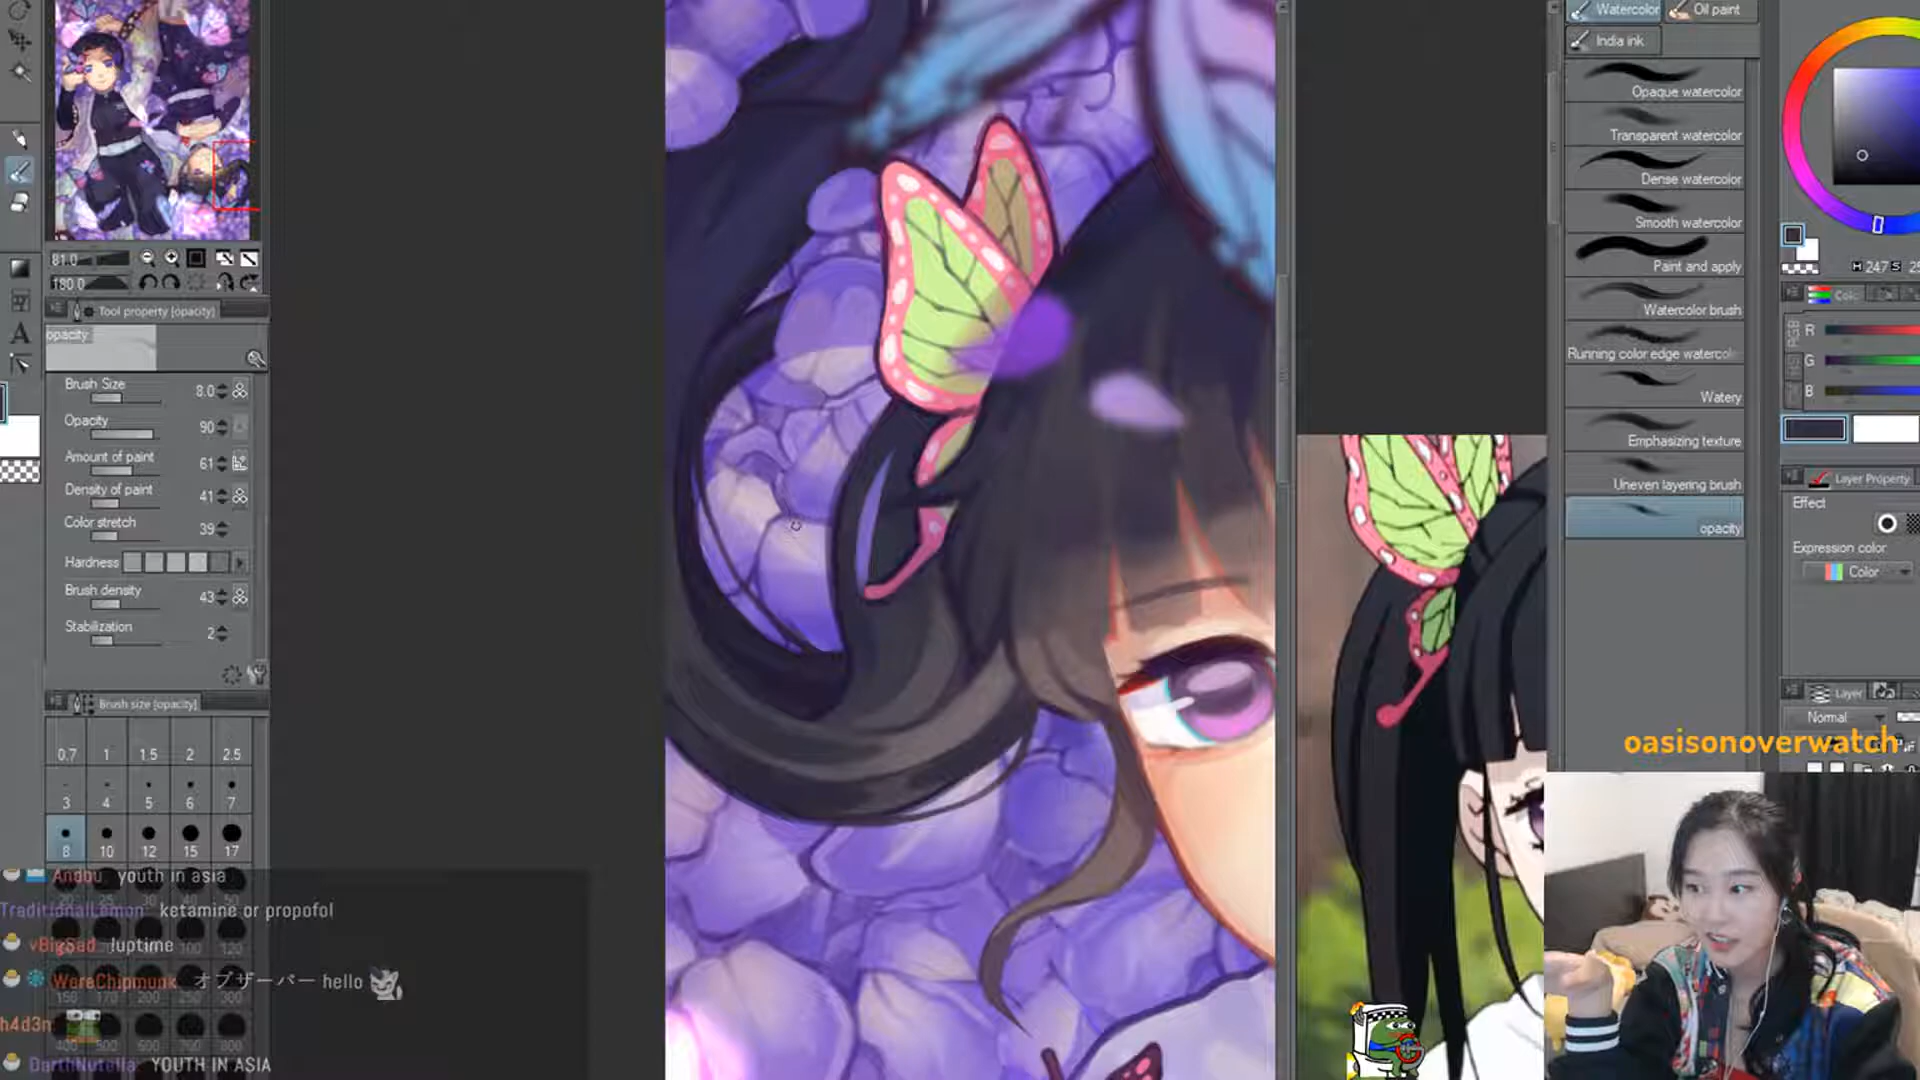 Watercolor
Oil paint
India ink
Opaque watercolor
Transparent watercolor
Dense watercolor
Smooth watercolor
Paint and apply
Watercolor brush
Running color edge waterco
Watery
Emphasizing texture
Uneven layering brush
opacity
81.0
180.0
Tool property [opacity]
opacity
Brush Size
8.0
Opacity
90
Amount of paint
61
Density of paint
41
Color stretch
39
Hardness
Brush density
43
Stabilization
2
Brush size [opacity]
0.7 1 1.5 2 2.5
3 4 5 6 7
8 10 12 15 17
H 247 S
R
G
B
Layer Property
Effect
Expression color
Color
Layer
Normal
oasisonoverwatch
Andou youth in asia
TraditionalLemon ketamine or propofol
vBigSad !uptime
WereChipmunk オブザーバー hello
h4d3n
DarthNutella: YOUTH IN ASIA